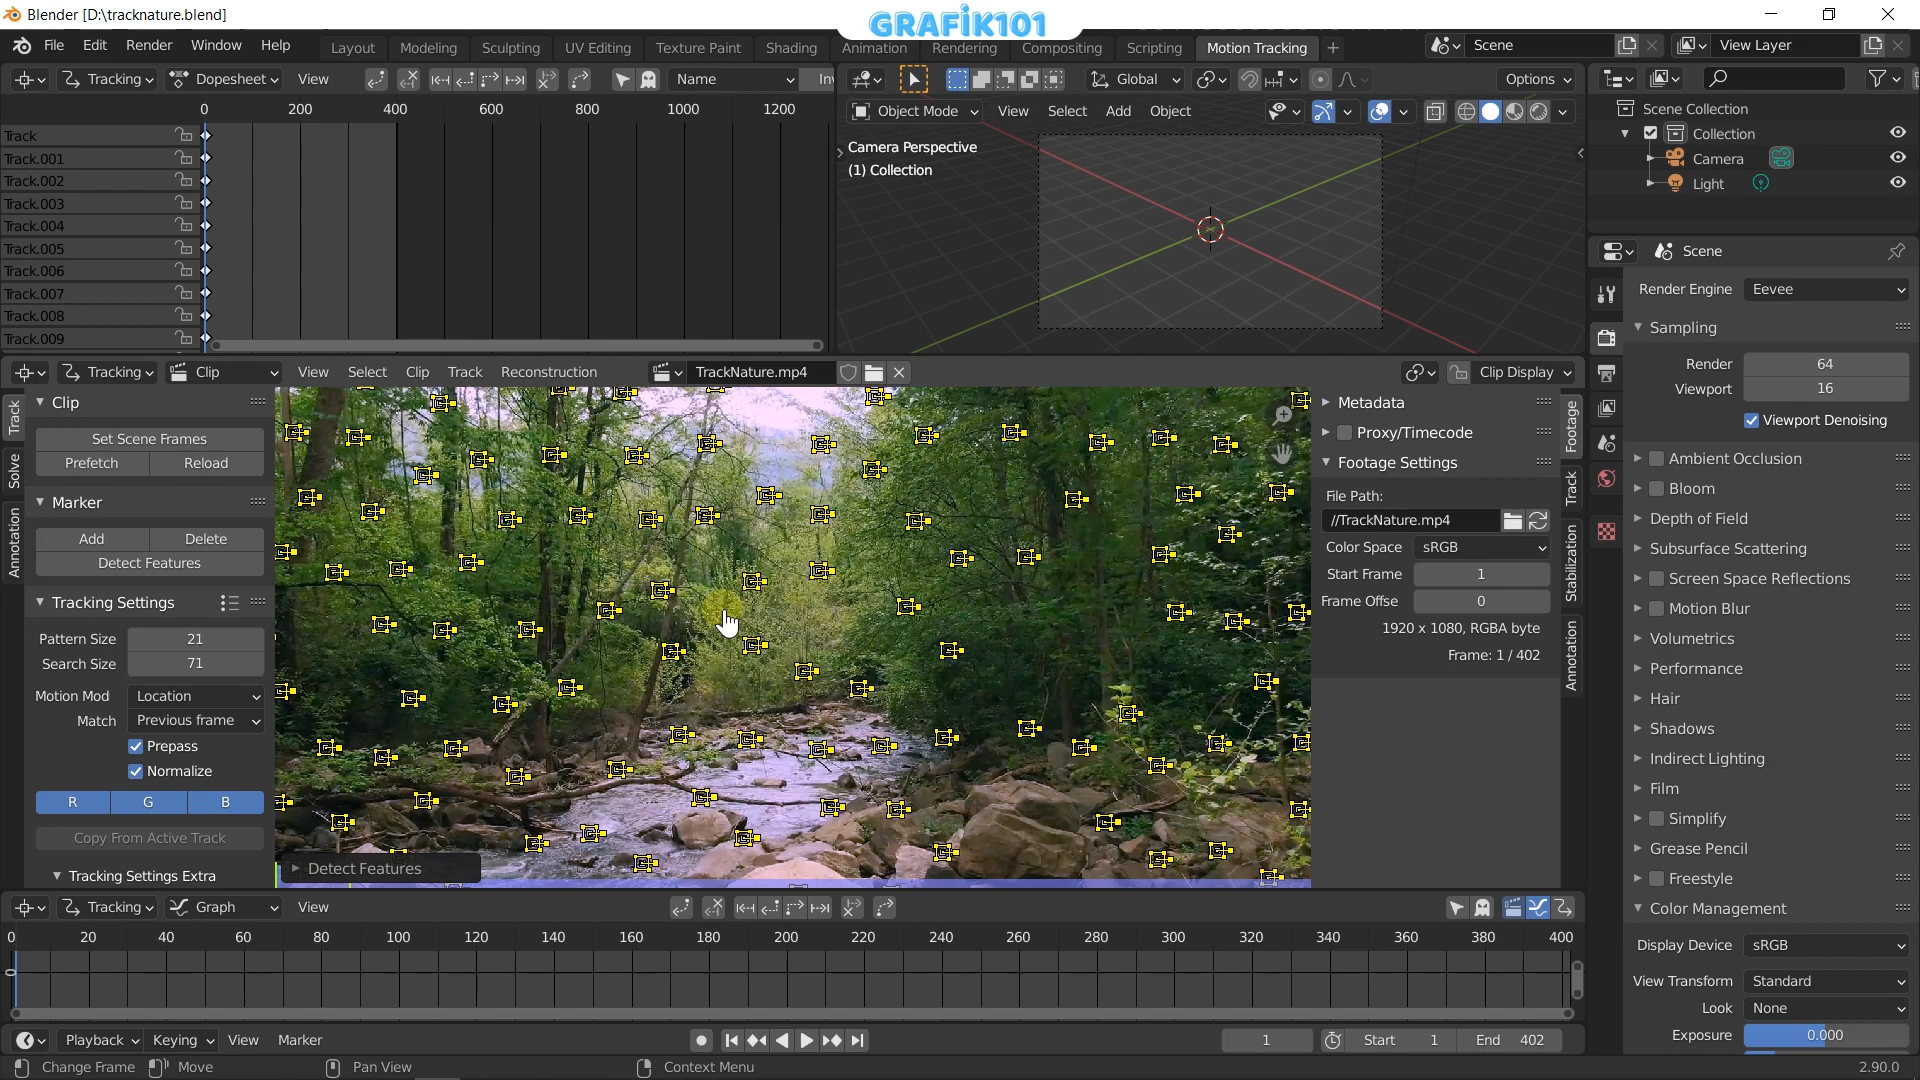 Blender [D:\tracknature.blend]
GRAFİK101
File Edit Render Window Help
Layout Modeling Sculpting UV Editing Texture Paint Shading Animation Rendering Compositing Scripting Motion Tracking
Scene
View Layer
Tracking Dopesheet View
Name
Inv
Global
Options
0 200 400 600 800 1000 1200
Track
Track.001
Track.002
Track.003
Track.004
Track.005
Track.006
Track.007
Track.008
Track.009
Object Mode View Select Add Object
Camera Perspective
(1) Collection
Scene Collection
Collection
Camera
Light
Scene
Render Engine Eevee
Sampling
Render 64
Viewport 16
Viewport Denoising
Ambient Occlusion
Bloom
Depth of Field
Subsurface Scattering
Screen Space Reflections
Motion Blur
Volumetrics
Performance
Hair
Shadows
Indirect Lighting
Film
Simplify
Grease Pencil
Freestyle
Color Management
Display Device sRGB
View Transform Standard
Look None
Exposure 0.000
Tracking Clip View Select Clip Track Reconstruction
TrackNature.mp4
Clip Display
Track
Solve
Annotation
Clip
Set Scene Frames
Prefetch Reload
Marker
Add Delete
Detect Features
Tracking Settings
Pattern Size 21
Search Size 71
Motion Mod Location
Match Previous frame
Prepass
Normalize
R G B
Copy From Active Track
Tracking Settings Extra
Detect Features
Metadata
Proxy/Timecode
Footage Settings
File Path:
//TrackNature.mp4
Color Space sRGB
Start Frame 1
Frame Offse 0
1920 x 1080, RGBA byte
Frame: 1 / 402
Footage
Track
Stabilization
Annotation
Tracking Graph View
0 20 40 60 80 100 120 140 160 180 200 220 240 260 280 300 320 340 360 380 400
0
Playback Keying View Marker
1
Start 1
End 402
Change Frame Move Pan View Context Menu
2.90.0